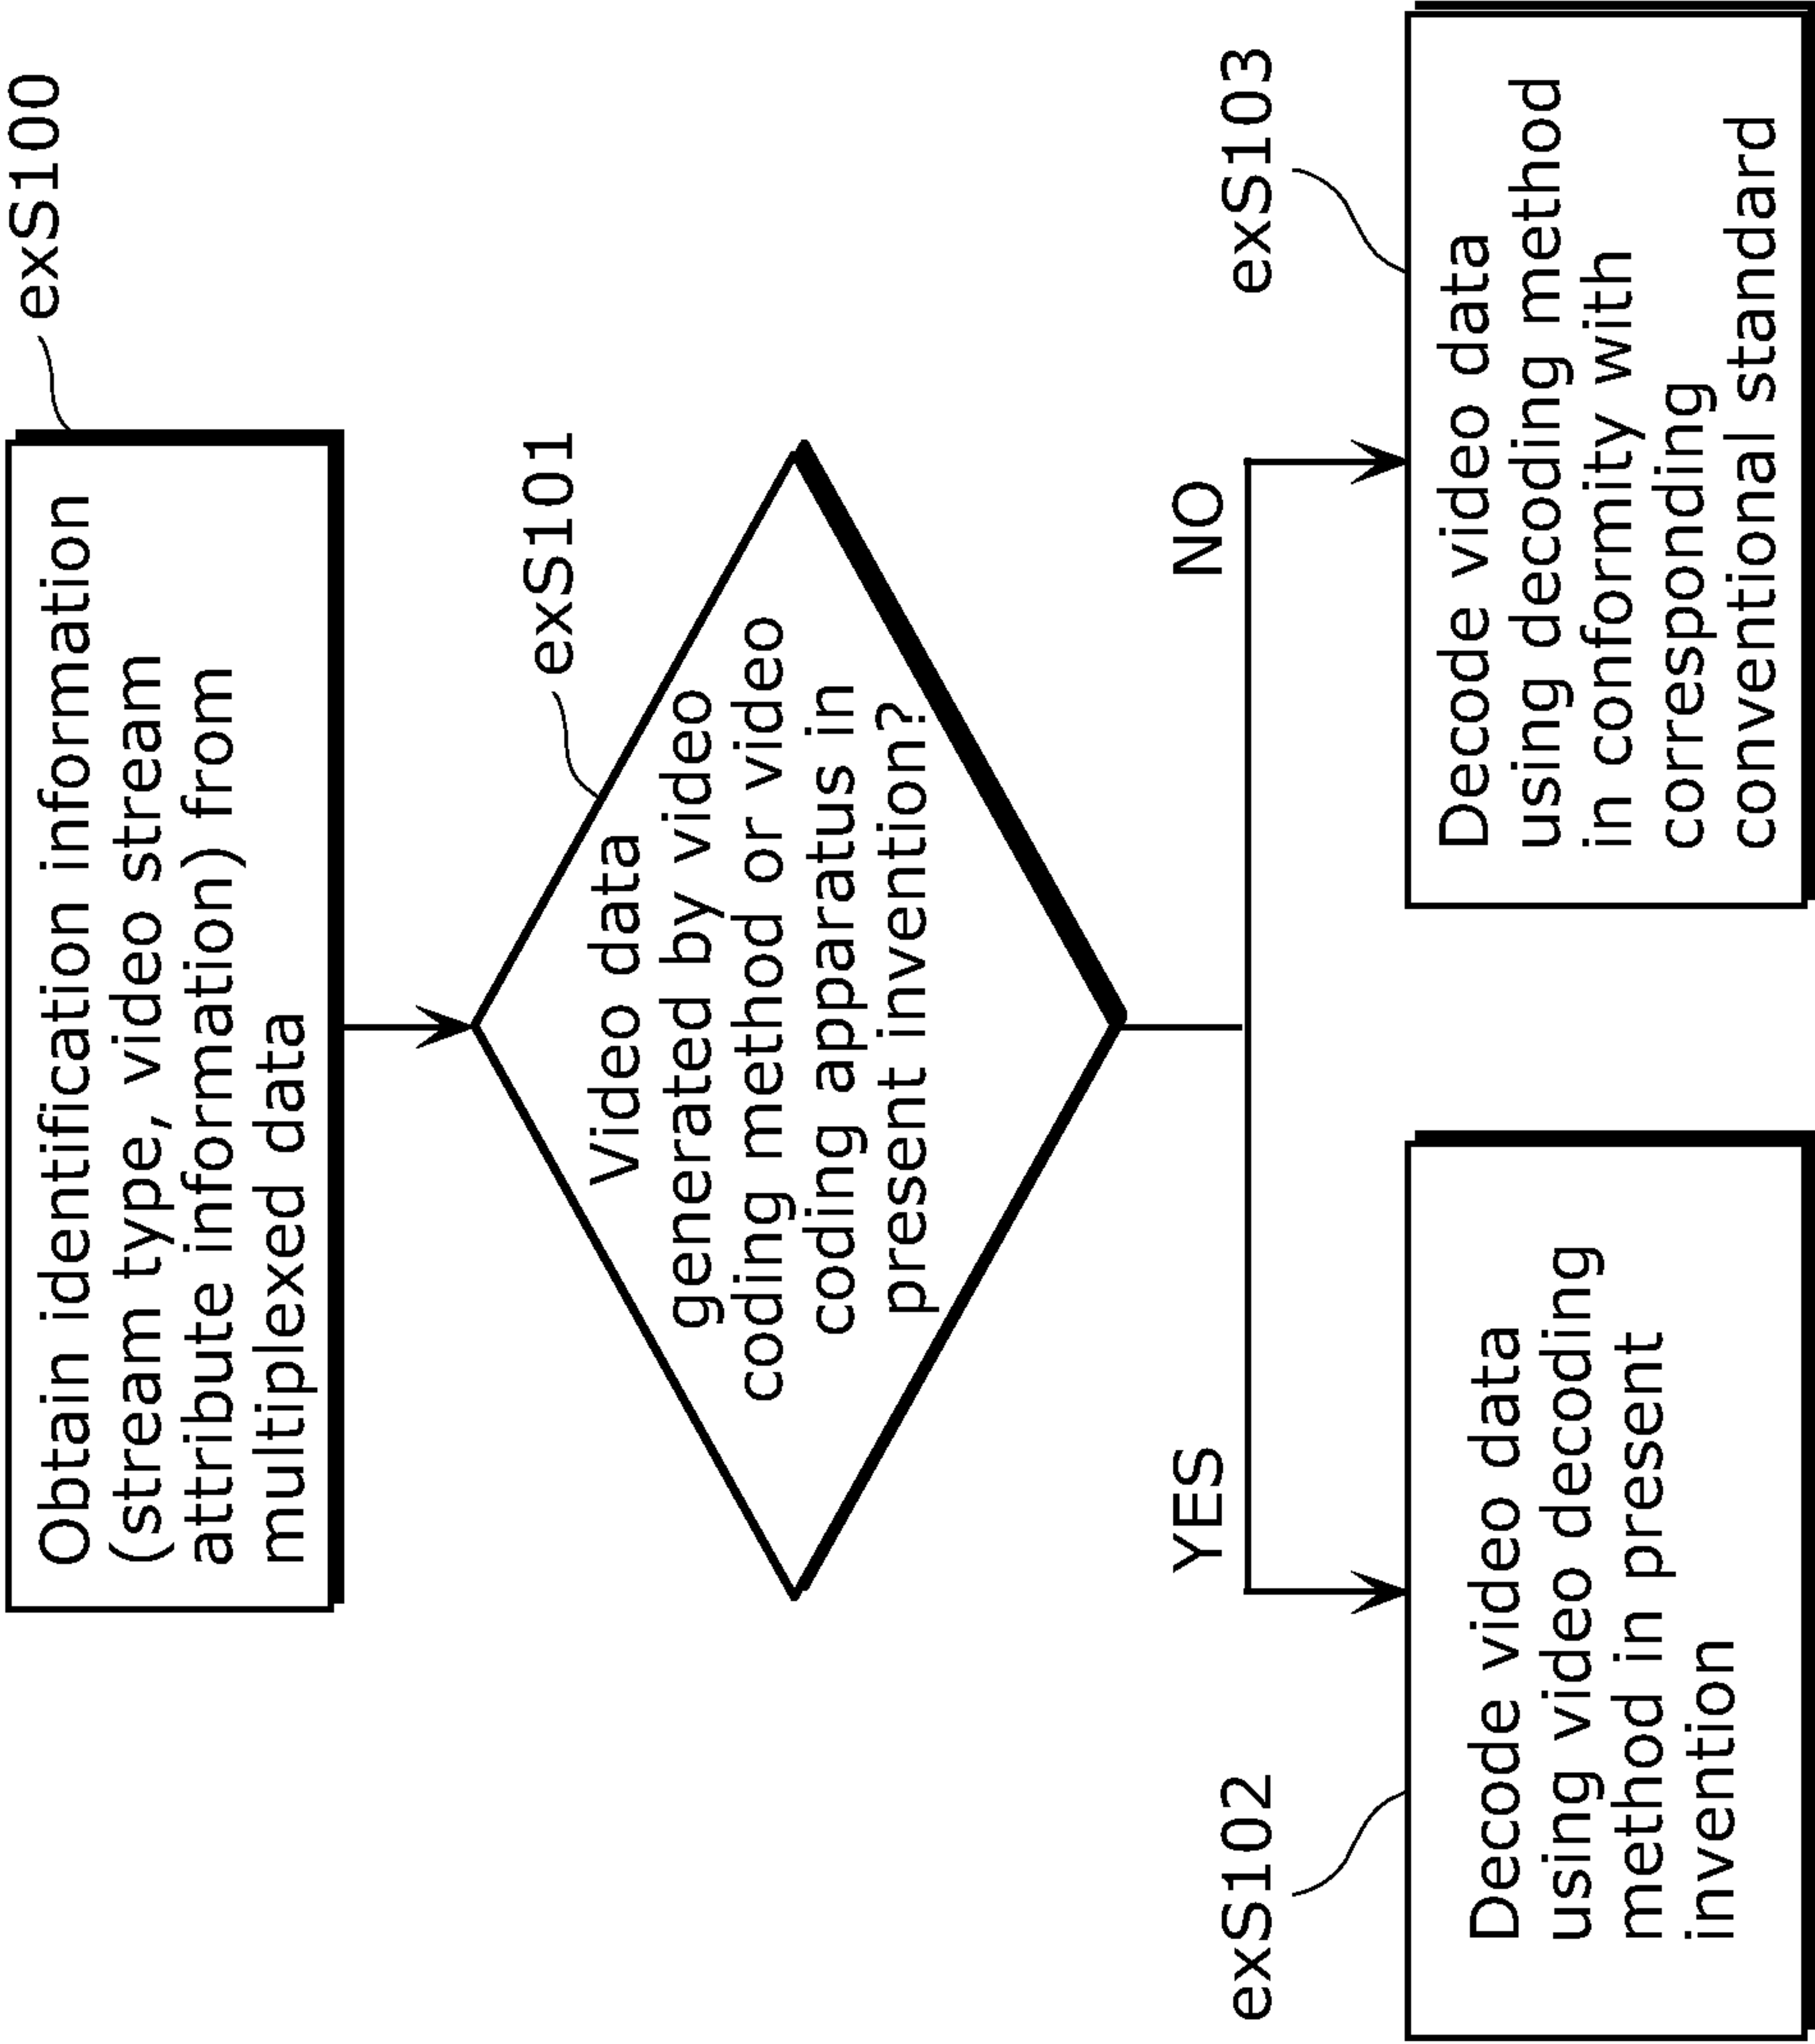 exS100
Obtain identification information
(stream type, video stream
attribute information) from
multiplexed data
exS101
Video data
generated by video
coding method or video
coding apparatus in
present invention?
YES
NO
exS102
Decode video data
using video decoding
method in present
invention
exS103
Decode video data
using decoding method
in conformity with
corresponding
conventional standard